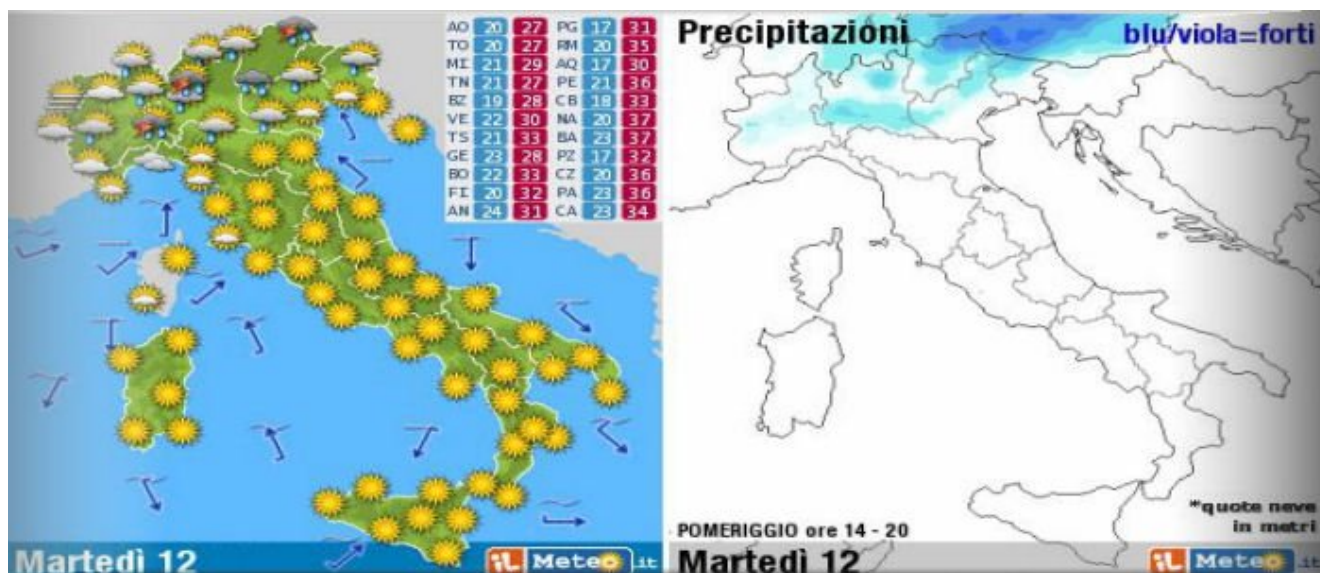 AO 20 27 PG 17 31
TO 20 27 RM 20 35
MI 21 29 AQ 17 30
TN 21 27 PE 21 36
BZ 19 28 CB 18 33
VE 22 30 NA 20 37
TS 21 33 BA 23 37
GE 23 28 PZ 17 32
BO 22 33 CZ 20 36
FI 20 32 PA 23 36
AN 24 31 CA 23 34
Martedì 12
iL Meteo.it
Precipitazioni
blu/viola=forti
*quote neve
in metri
POMERIGGIO ore 14 - 20
Martedì 12
iL Meteo.it